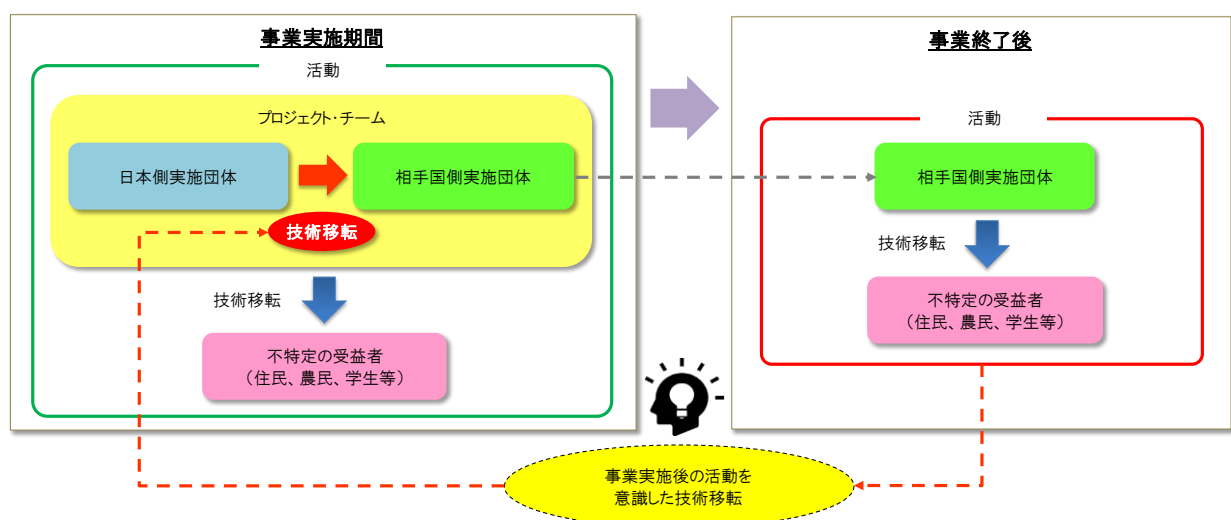 事業実施期間
活動
プロジェクト・チーム
日本側実施団体
相手国側実施団体
技術移転
技術移転
不特定の受益者
（住民、農民、学生等）
事業終了後
活動
相手国側実施団体
技術移転
不特定の受益者
（住民、農民、学生等）
事業実施後の活動を
意識した技術移転